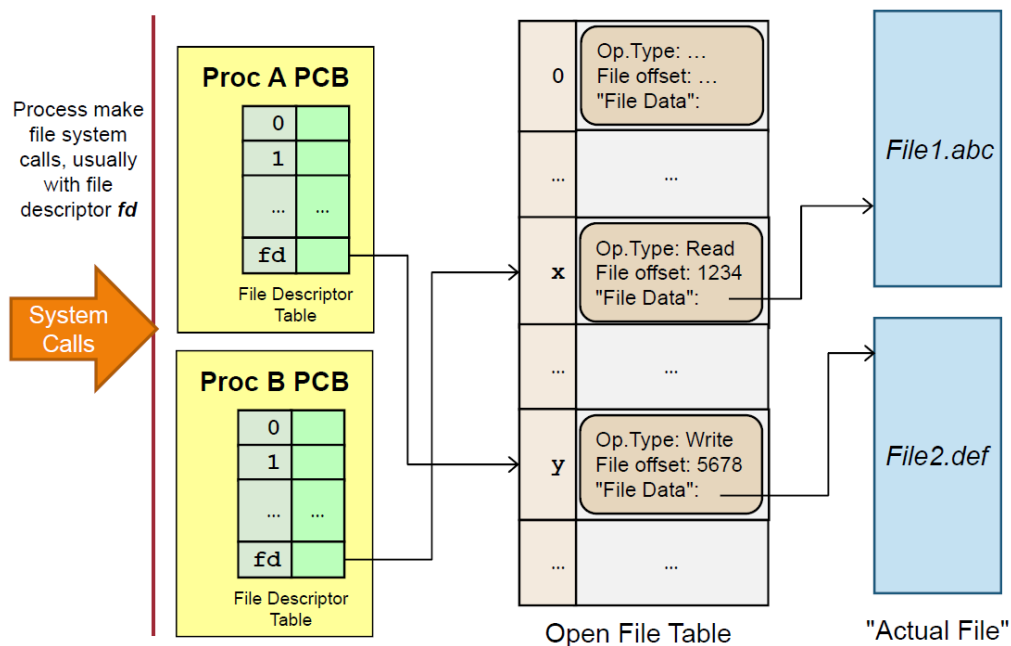 Process make
file system
calls, usually
with file
descriptor fd
System
Calls
Proc A PCB
0
1
... ...
fd
File Descriptor
Table
Proc B PCB
0
1
... ...
fd
File Descriptor
Table
0
Op.Type: ...
File offset: ...
"File Data":
... ...
x
Op.Type: Read
File offset: 1234
"File Data":
... ...
y
Op.Type: Write
File offset: 5678
"File Data":
... ...
Open File Table
File1.abc
File2.def
"Actual File"